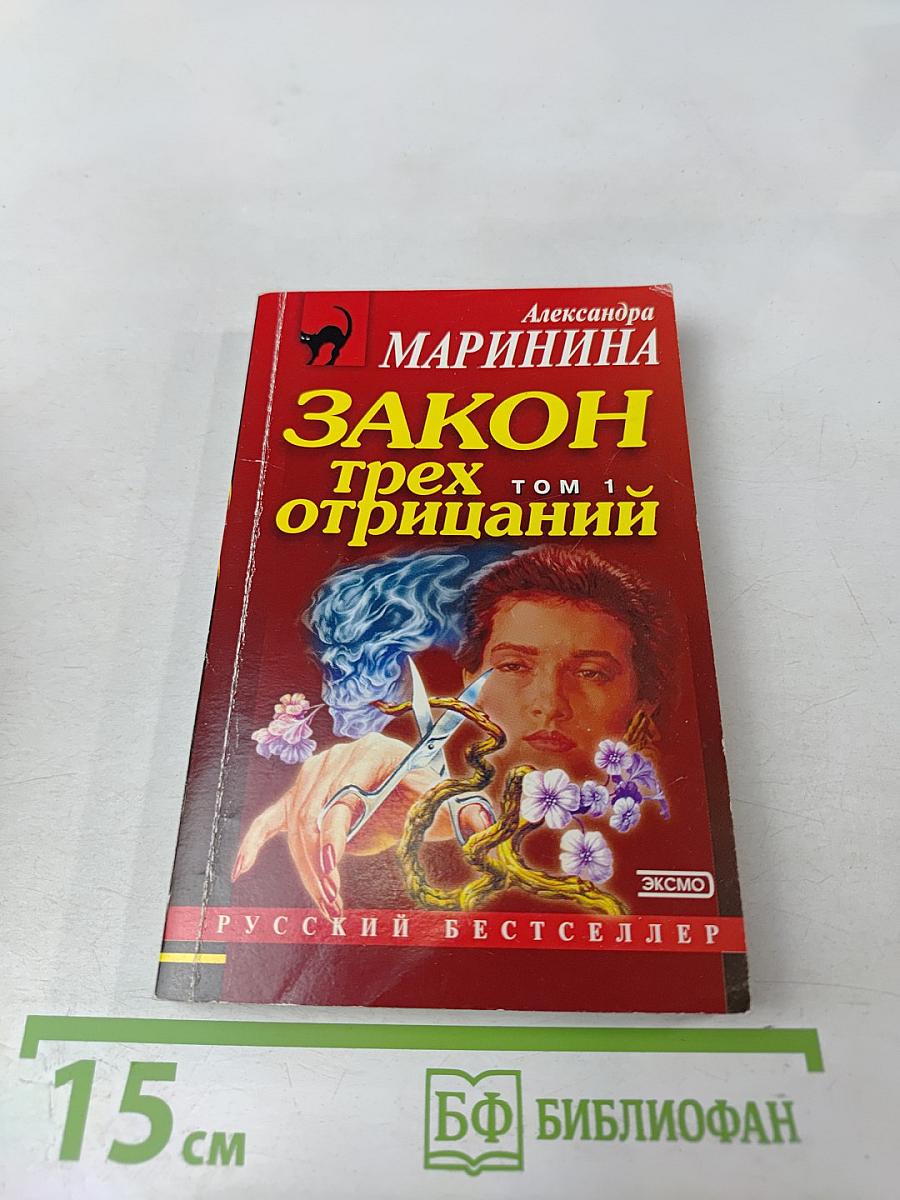 Александра
МАРИНИНА
ЗАКОН
трех
ТОМ 1
отрицаний
ЭКСМО
РУССКИЙ БЕСТСЕЛЛЕР
15 см
БФ БИБЛИОФАН